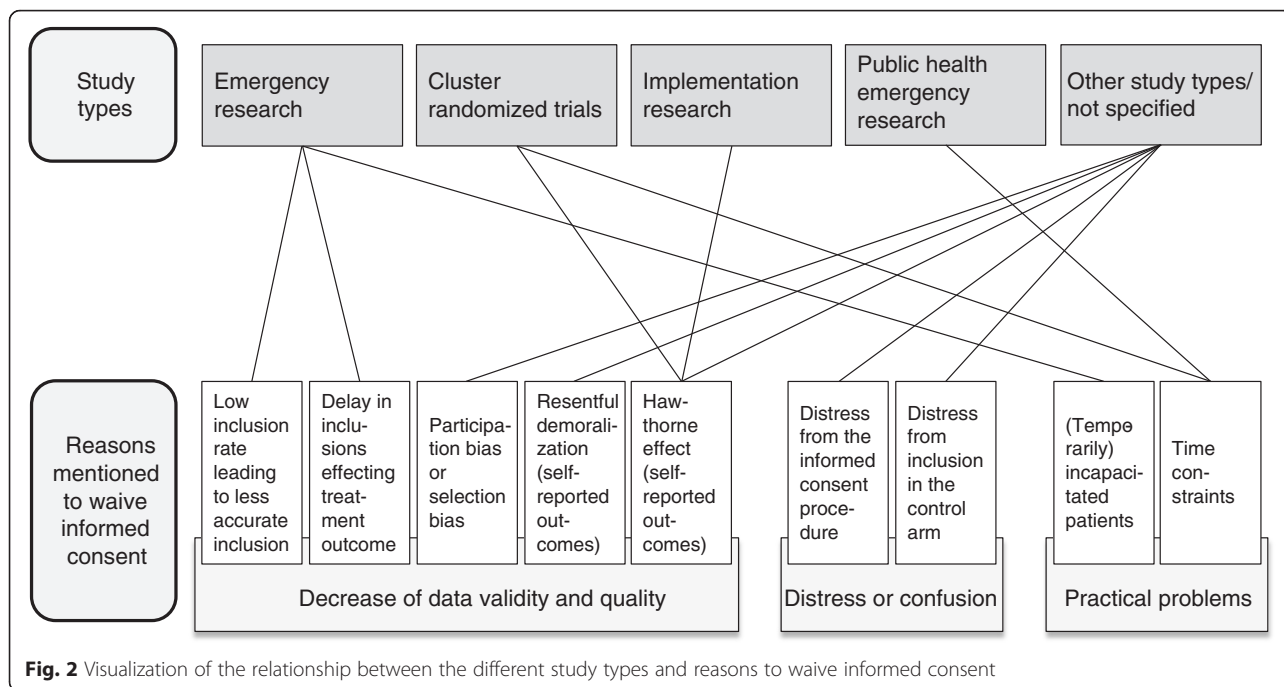 Study
types
Emergency
research
Cluster
randomized trials
Implementation
research
Public health
emergency
research
Other study types/
not specified
Reasons
mentioned
to waive
informed
consent
Low
inclusion
rate
leading
to less
accurate
inclusion
Delay in
inclu-
sions
effecting
treat-
ment
outcome
Participa-
tion bias
or
selection
bias
Resentful
demorali-
zation
(self-
reported
out-
comes)
Haw-
thorne
effect
(self-
reported
out-
comes)
Distress
from the
informed
consent
proce-
dure
Distress
from
inclusion
in the
control
arm
(Tempo
rarily)
incapaci-
tated
patients
Time
con-
straints
Decrease of data validity and quality
Distress or confusion
Practical problems
Fig. 2 Visualization of the relationship between the different study types and reasons to waive informed consent